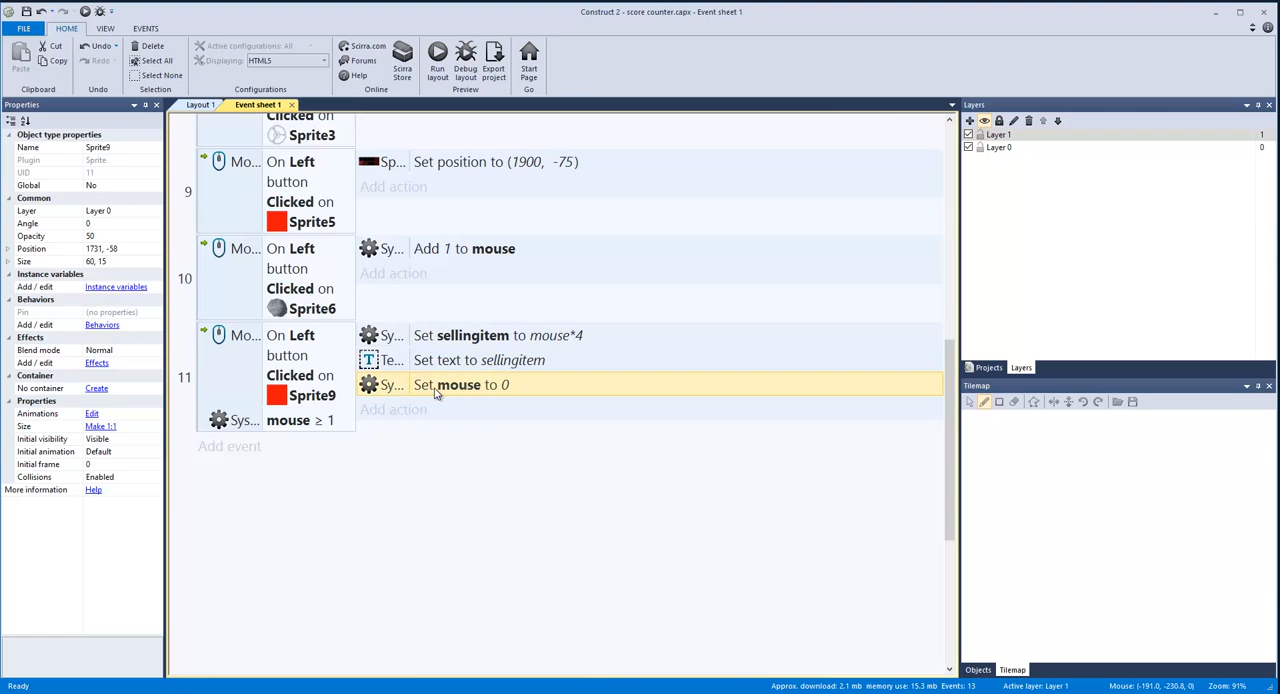 Construct 2 - score counter.capx - Event sheet 1
FILE HOME VIEW EVENTS
Paste
Cut
Copy
Clipboard
Undo
Redo
Undo
Delete
Select All
Select None
Selection
Active configurations: All
Displaying: HTML5
Configurations
Scirra.com
Forums
Help
Scirra Store
Online
Run layout
Debug layout
Export project
Preview
Start Page
Go
Properties
Object type properties
Name Sprite9
Plugin Sprite
UID 11
Global No
Common
Layer Layer 0
Angle 0
Opacity 50
Position 1731, -58
Size 60, 15
Instance variables
Add / edit Instance variables
Behaviors
Pin (no properties)
Add / edit Behaviors
Effects
Blend mode Normal
Add / edit Effects
Container
No container Create
Properties
Animations Edit
Size Make 1:1
Initial visibility Visible
Initial animation Default
Initial frame 0
Collisions Enabled
More information Help
Layout 1 Event sheet 1
Clicked on
Sprite3
9
Mo... On Left button Clicked on Sprite5
Sp... Set position to (1900, -75)
Add action
10
Mo... On Left button Clicked on Sprite6
Sy... Add 1 to mouse
Add action
11
Mo... On Left button Clicked on Sprite9
Sys... mouse ≥ 1
Sy... Set sellingitem to mouse*4
Te... Set text to sellingitem
Sy... Set mouse to 0
Add action
Add event
Layers
Layer 1 1
Layer 0 0
Projects Layers
Tilemap
Objects Tilemap
Ready
Approx. download: 2.1 mb memory use: 15.3 mb Events: 13 Active layer: Layer 1 Mouse: (-191.0, -230.8, 0) Zoom: 91%